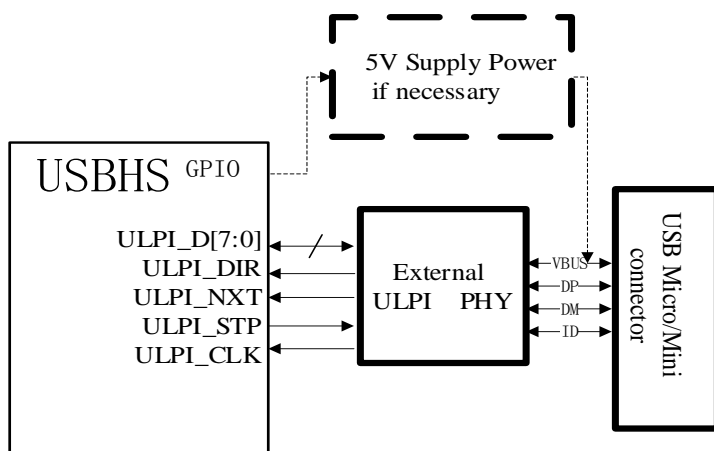 5V Supply Power
if necessary
USBHS GPIO
ULPI_D[7:0]
ULPI_DIR
ULPI_NXT
ULPI_STP
ULPI_CLK
External
ULPI PHY
VBUS
DP
DM
ID
USB Micro/Mini
connector